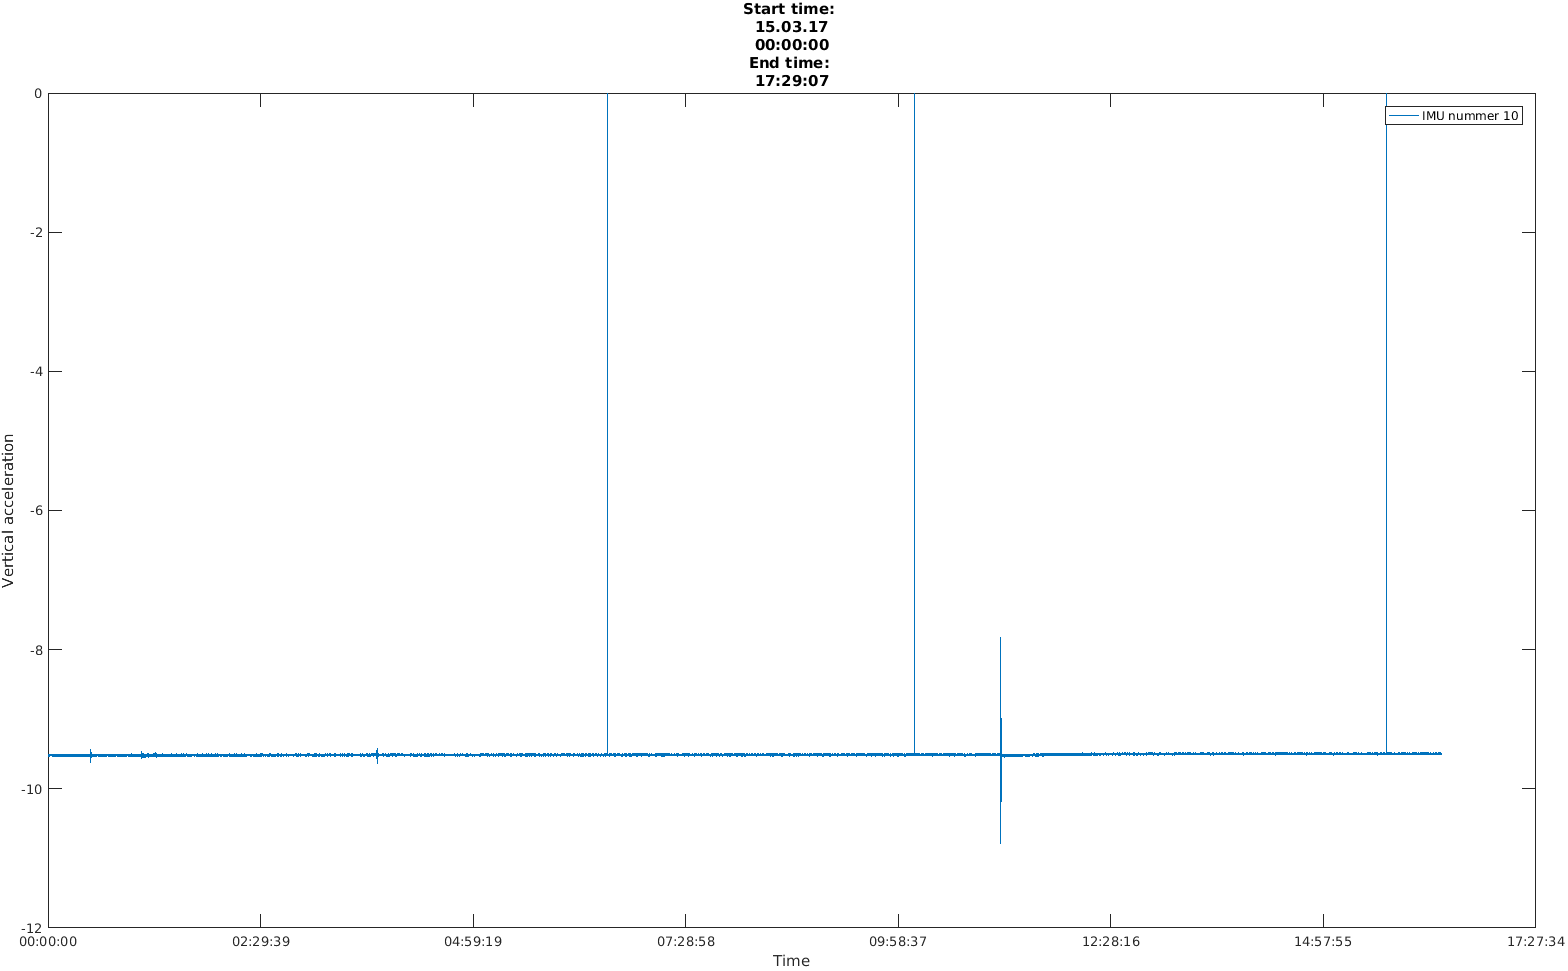 Start time:
15.03.17
00:00:00
End time:
17:29:07
IMU nummer 10
0
-2
-4
-6
-8
-10
-12
Vertical acceleration
00:00:00 02:29:39 04:59:19 07:28:58 09:58:37 12:28:16 14:57:55 17:27:34
Time